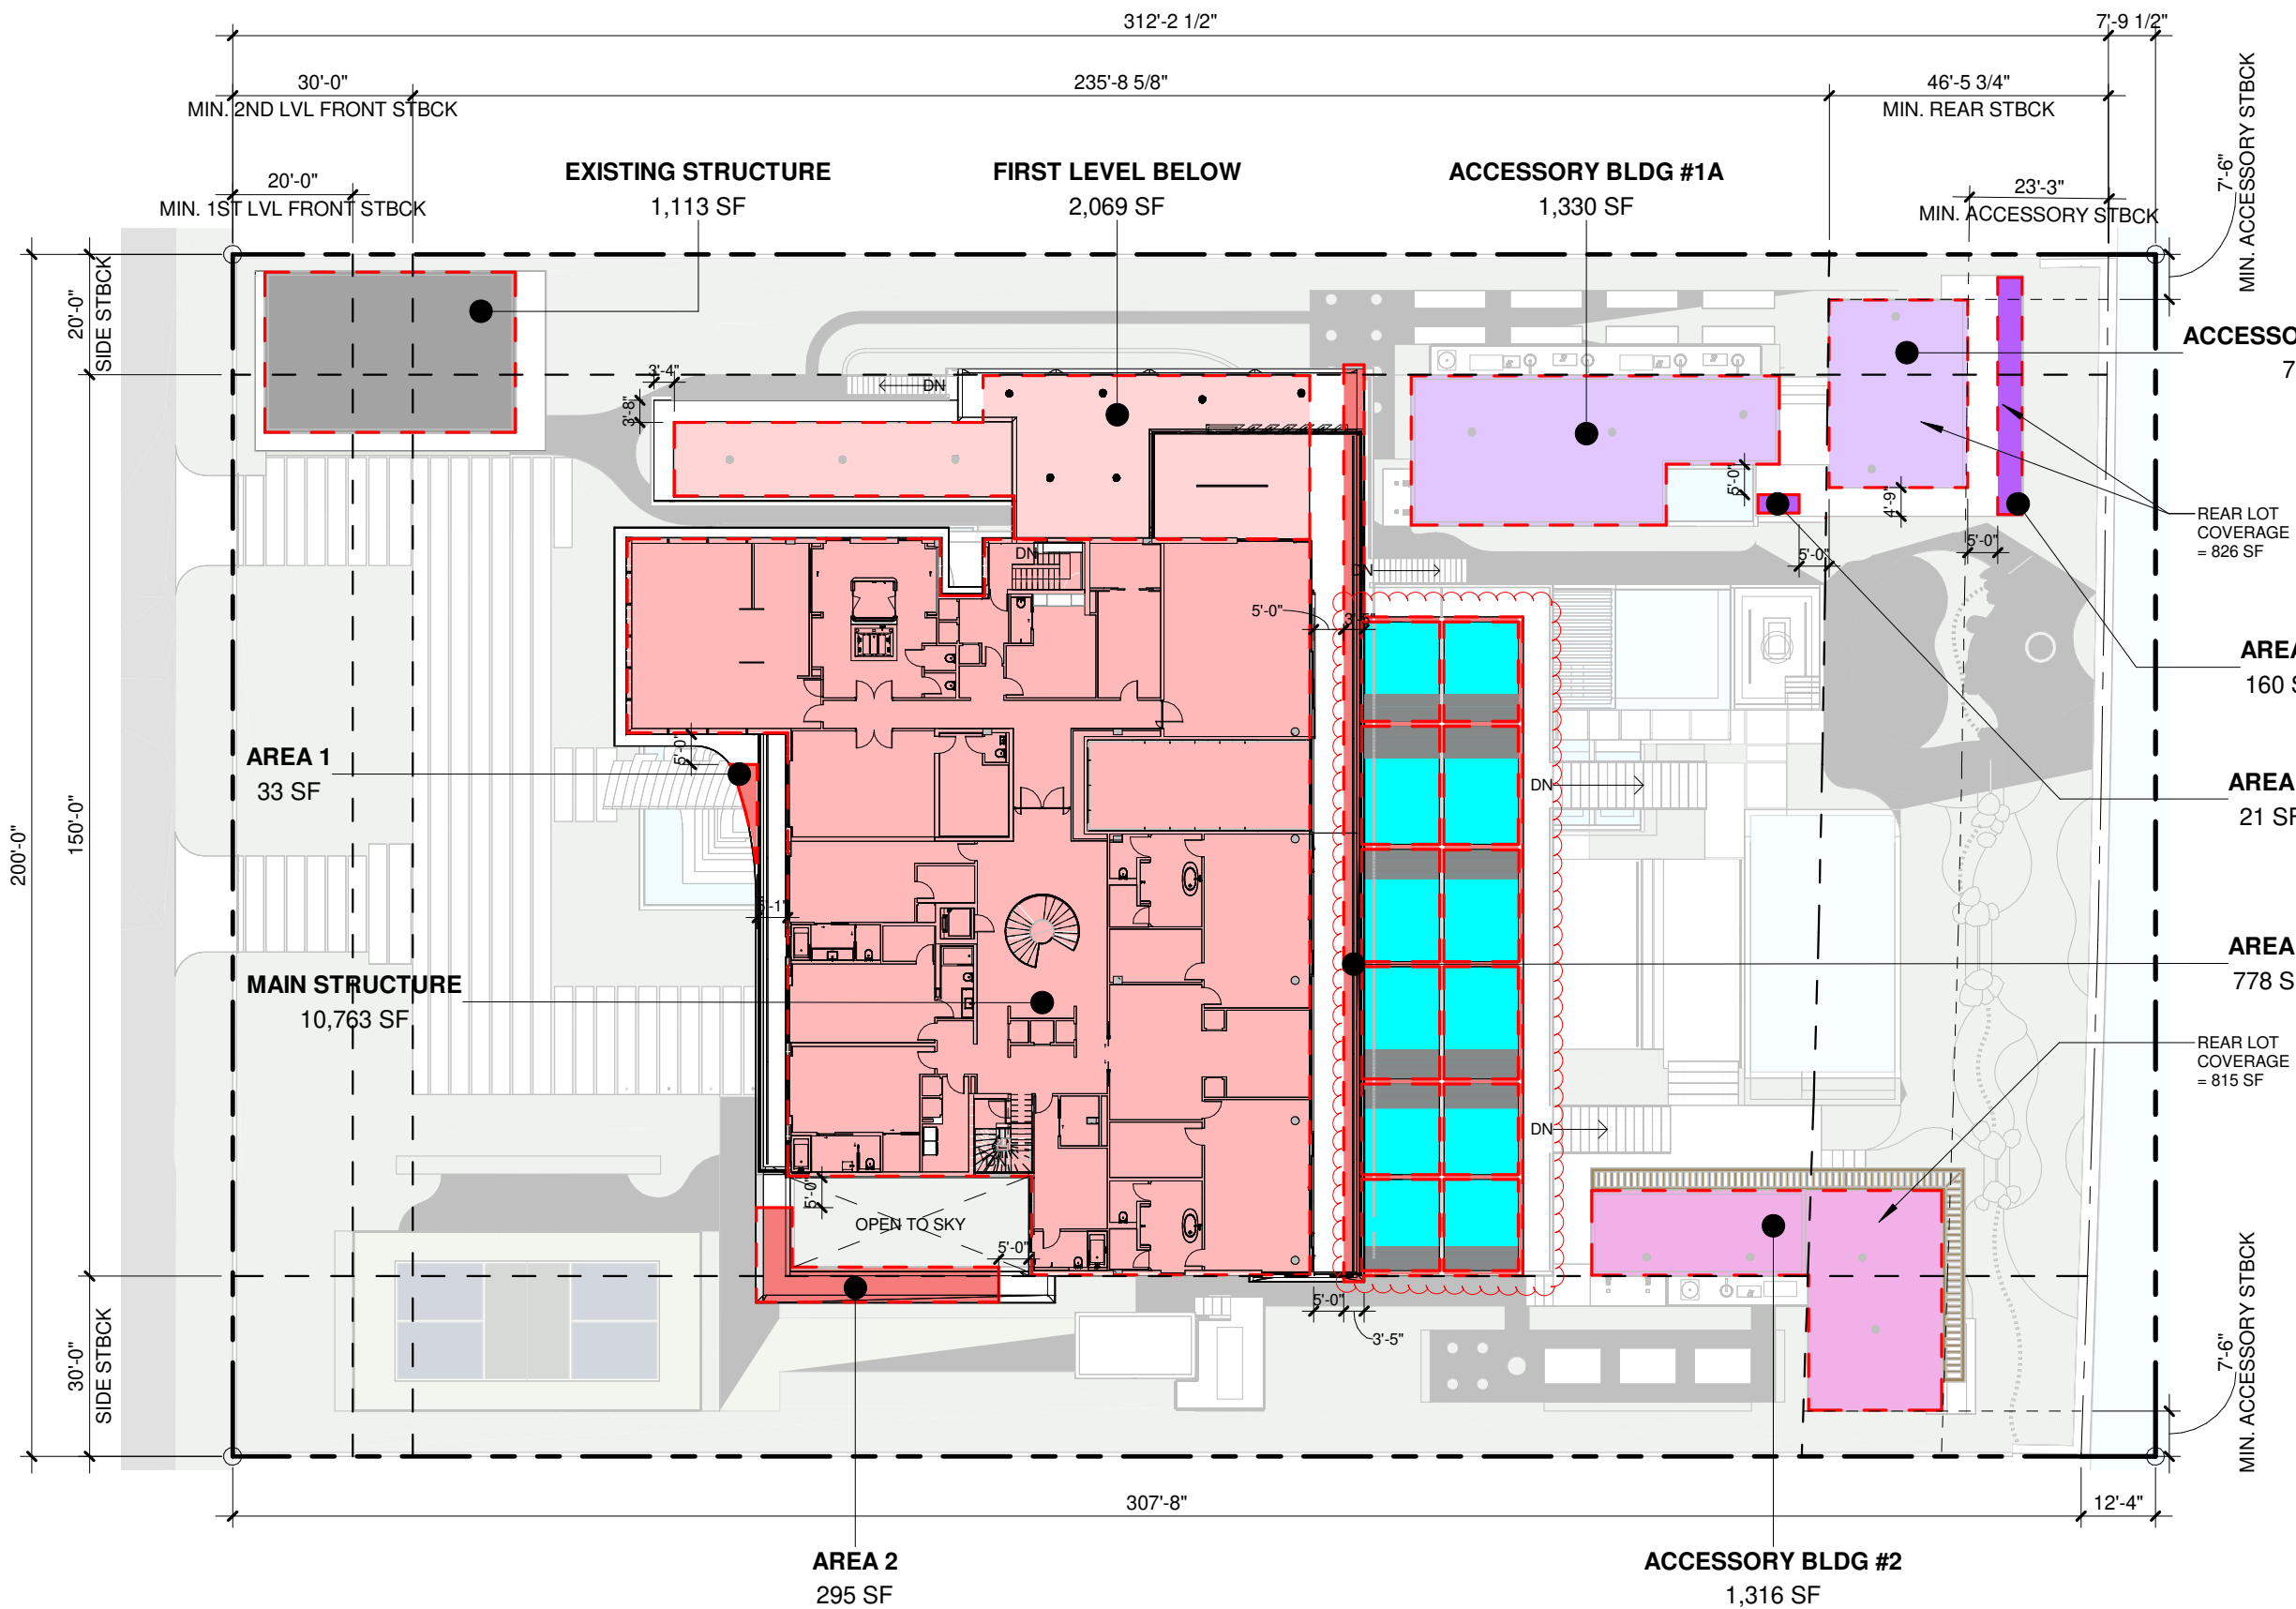 312'-2 1/2"
7'-9 1/2"
30'-0"
MIN. 2ND LVL FRONT STBCK
235'-8 5/8"
46'-5 3/4"
MIN. REAR STBCK
20'-0"
MIN. 1ST LVL FRONT STBCK
EXISTING STRUCTURE
1,113 SF
FIRST LEVEL BELOW
2,069 SF
ACCESSORY BLDG #1A
1,330 SF
23'-3"
MIN. ACCESSORY STBCK
7'-6"
MIN. ACCESSORY STBCK
20'-0"
SIDE STBCK
ACCESSO
7
3'-4"
DN
3'-8"
5'-0"
4'-9"
REAR LOT
COVERAGE
= 826 SF
DN
DN
5'-0"
5'-0"
5'-0"
3'-5"
AREA
160 S
AREA 1
33 SF
5'-0"
DN
AREA
21 SF
200'-0"
150'-0"
MAIN STRUCTURE
10,763 SF
AREA
778 S
REAR LOT
COVERAGE
= 815 SF
DN
5'-0"
OPEN TO SKY
5'-0"
5'-0"
3'-5"
30'-0"
SIDE STBCK
7'-6"
MIN. ACCESSORY STBCK
307'-8"
12'-4"
AREA 2
295 SF
ACCESSORY BLDG #2
1,316 SF